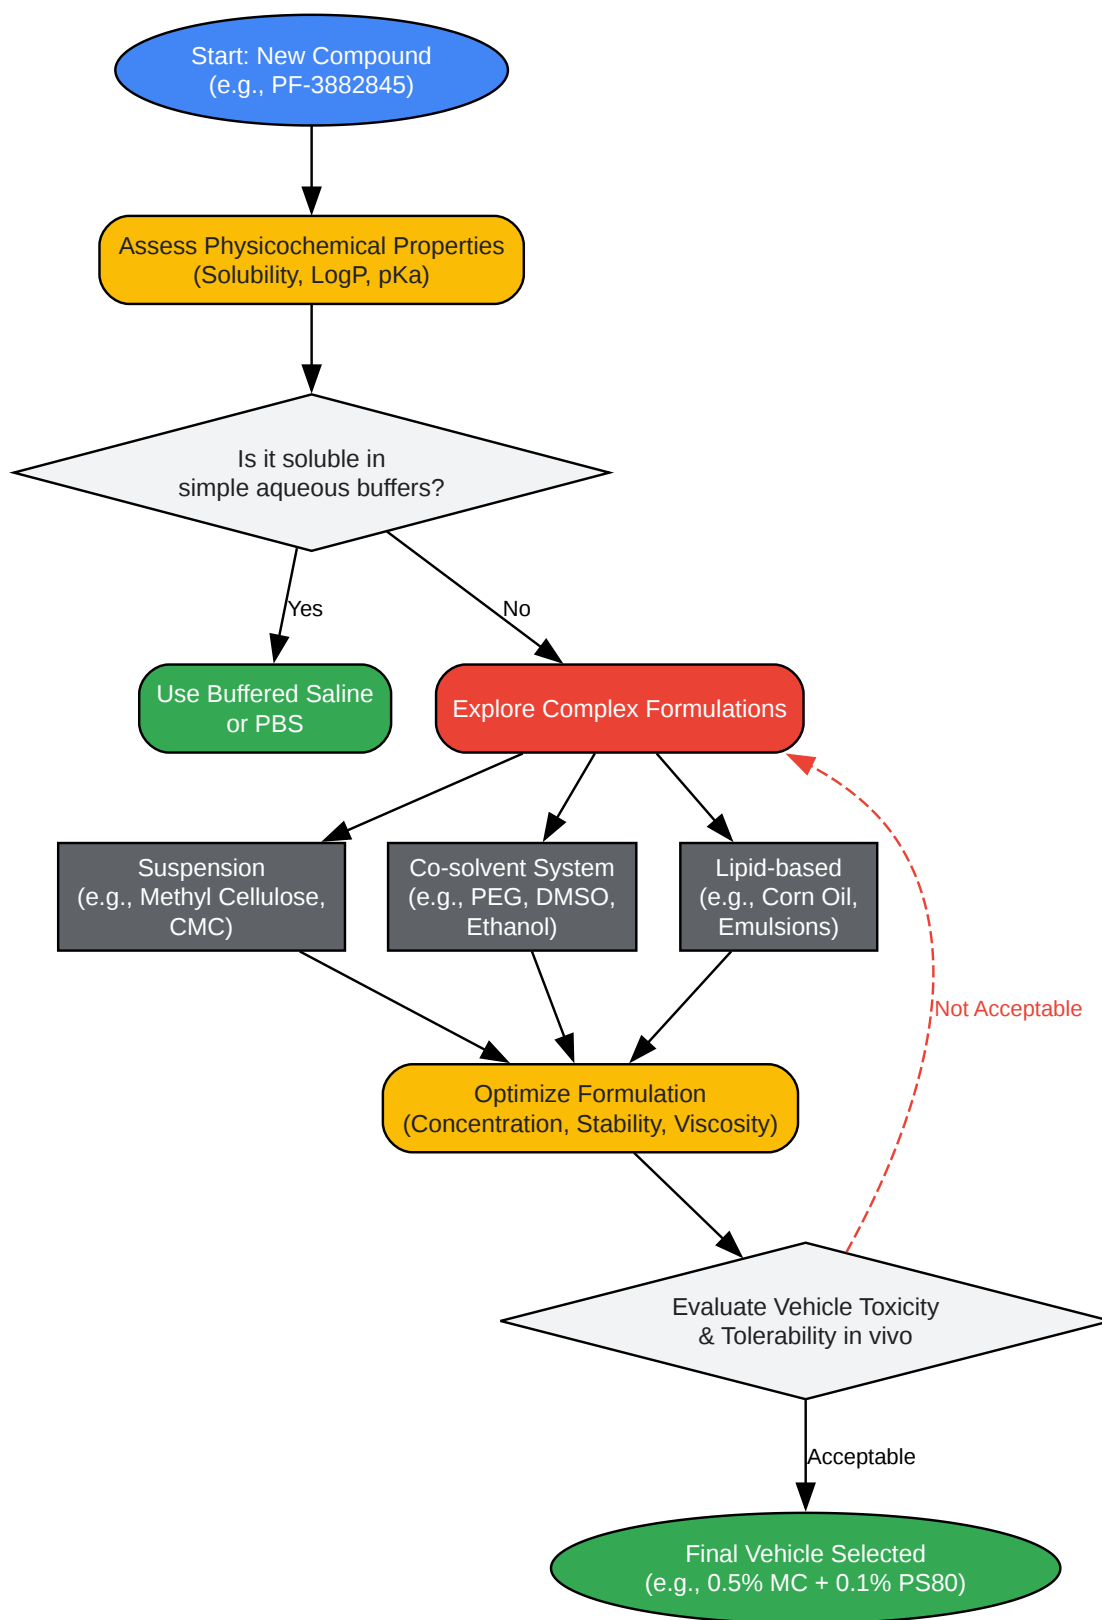 Start: New Compound
(e.g., PF-3882845)
Assess Physicochemical Properties
(Solubility, LogP, pKa)
Is it soluble in
simple aqueous buffers?
Yes
No
Use Buffered Saline
or PBS
Explore Complex Formulations
Suspension
(e.g., Methyl Cellulose,
CMC)
Co-solvent System
(e.g., PEG, DMSO,
Ethanol)
Lipid-based
(e.g., Corn Oil,
Emulsions)
Not Acceptable
Optimize Formulation
(Concentration, Stability, Viscosity)
Evaluate Vehicle Toxicity
& Tolerability in vivo
Acceptable
Final Vehicle Selected
(e.g., 0.5% MC + 0.1% PS80)